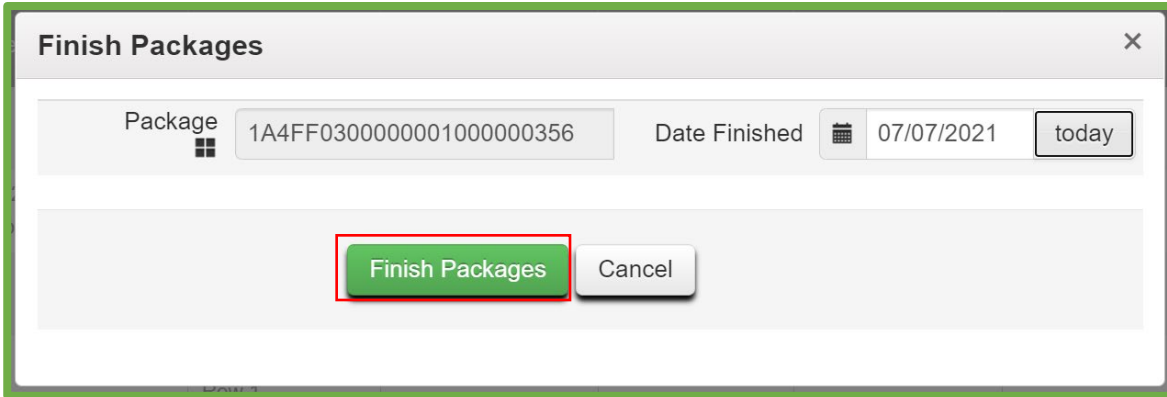 Finish Packages ×
Package 1A4FF0300000001000000356 Date Finished 07/07/2021 today
Finish Packages Cancel